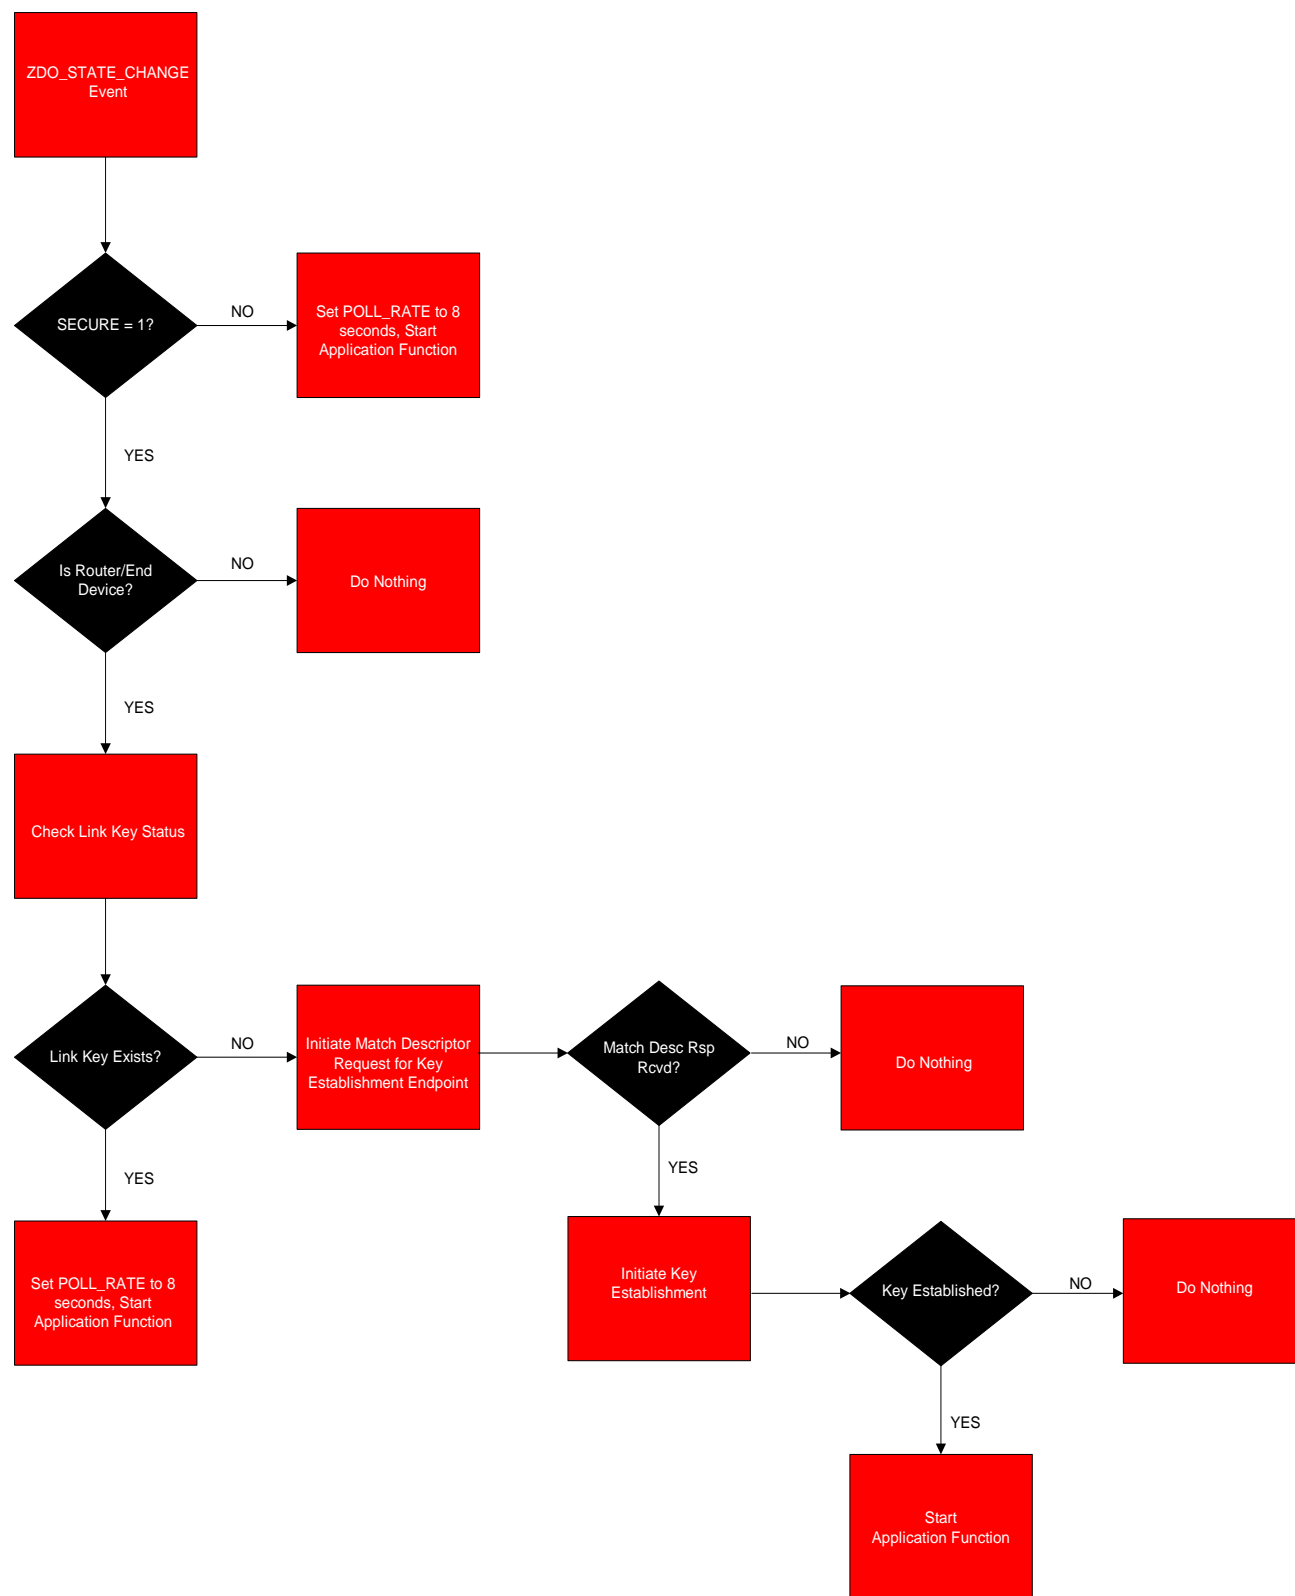 ZDO_STATE_CHANGE
Event
SECURE = 1?
NO
Set POLL_RATE to 8
seconds, Start
Application Function
YES
Is Router/End
Device?
NO
Do Nothing
YES
Check Link Key Status
Link Key Exists?
NO
Initiate Match Descriptor
Request for Key
Establishment Endpoint
Match Desc Rsp
Rcvd?
NO
Do Nothing
YES
YES
Set POLL_RATE to 8
seconds, Start
Application Function
Initiate Key
Establishment
Key Established?
NO
Do Nothing
YES
Start
Application Function